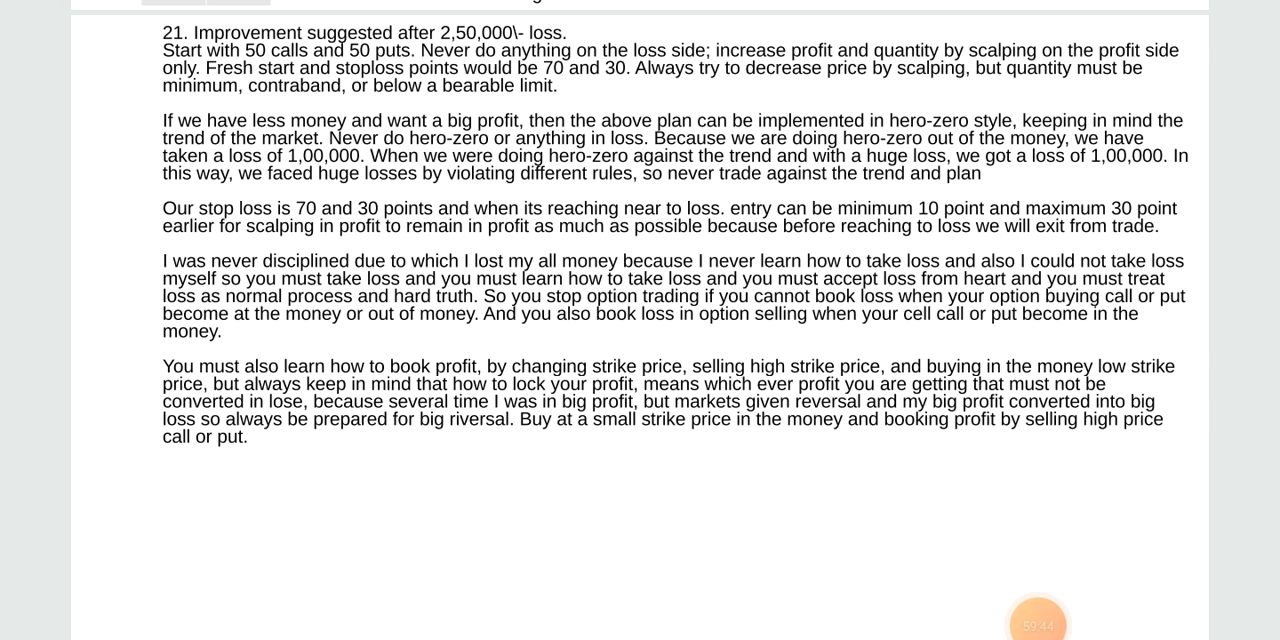 21. Improvement suggested after 2,50,000\- loss.
Start with 50 calls and 50 puts. Never do anything on the loss side; increase profit and quantity by scalping on the profit side
only. Fresh start and stoploss points would be 70 and 30. Always try to decrease price by scalping, but quantity must be
minimum, contraband, or below a bearable limit.
If we have less money and want a big profit, then the above plan can be implemented in hero-zero style, keeping in mind the
trend of the market. Never do hero-zero or anything in loss. Because we are doing hero-zero out of the money, we have
taken a loss of 1,00,000. When we were doing hero-zero against the trend and with a huge loss, we got a loss of 1,00,000. In
this way, we faced huge losses by violating different rules, so never trade against the trend and plan
Our stop loss is 70 and 30 points and when its reaching near to loss. entry can be minimum 10 point and maximum 30 point
earlier for scalping in profit to remain in profit as much as possible because before reaching to loss we will exit from trade.
I was never disciplined due to which I lost my all money because I never learn how to take loss and also I could not take loss
myself so you must take loss and you must learn how to take loss and you must accept loss from heart and you must treat
loss as normal process and hard truth. So you stop option trading if you cannot book loss when your option buying call or put
become at the money or out of money. And you also book loss in option selling when your cell call or put become in the
money.
You must also learn how to book profit, by changing strike price, selling high strike price, and buying in the money low strike
price, but always keep in mind that how to lock your profit, means which ever profit you are getting that must not be
converted in lose, because several time I was in big profit, but markets given reversal and my big profit converted into big
loss so always be prepared for big riversal. Buy at a small strike price in the money and booking profit by selling high price
call or put.
59:44